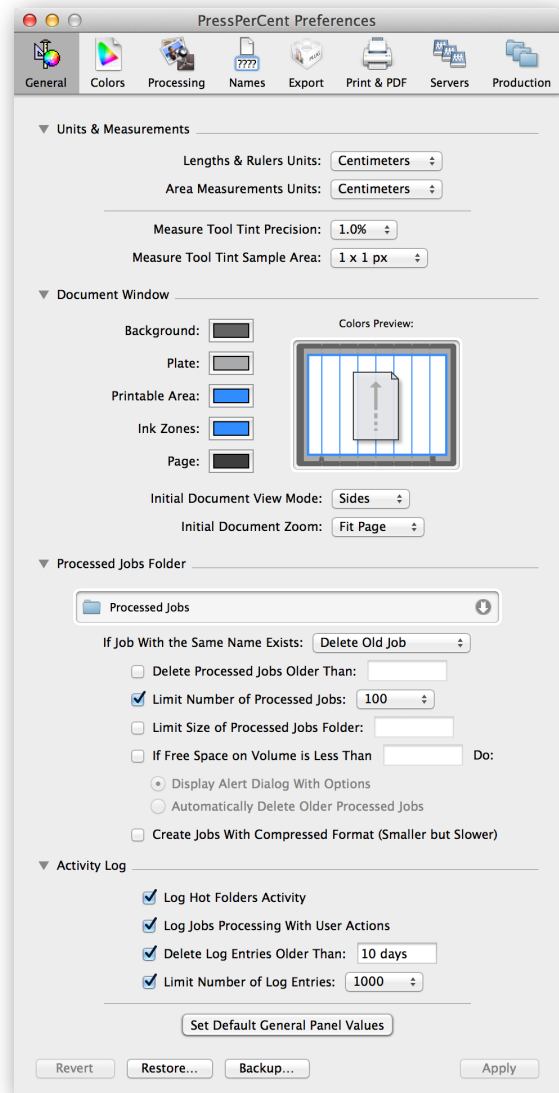 PressPerCent Preferences
General Colors Processing Names Export Print & PDF Servers Production
Units & Measurements
Lengths & Rulers Units: Centimeters
Area Measurements Units: Centimeters
Measure Tool Tint Precision: 1.0%
Measure Tool Tint Sample Area: 1 x 1 px
Document Window
Background: Colors Preview:
Plate:
Printable Area:
Ink Zones:
Page:
Initial Document View Mode: Sides
Initial Document Zoom: Fit Page
Processed Jobs Folder
Processed Jobs
If Job With the Same Name Exists: Delete Old Job
Delete Processed Jobs Older Than:
Limit Number of Processed Jobs: 100
Limit Size of Processed Jobs Folder:
If Free Space on Volume is Less Than Do:
Display Alert Dialog With Options
Automatically Delete Older Processed Jobs
Create Jobs With Compressed Format (Smaller but Slower)
Activity Log
Log Hot Folders Activity
Log Jobs Processing With User Actions
Delete Log Entries Older Than: 10 days
Limit Number of Log Entries: 1000
Set Default General Panel Values
Revert Restore... Backup... Apply